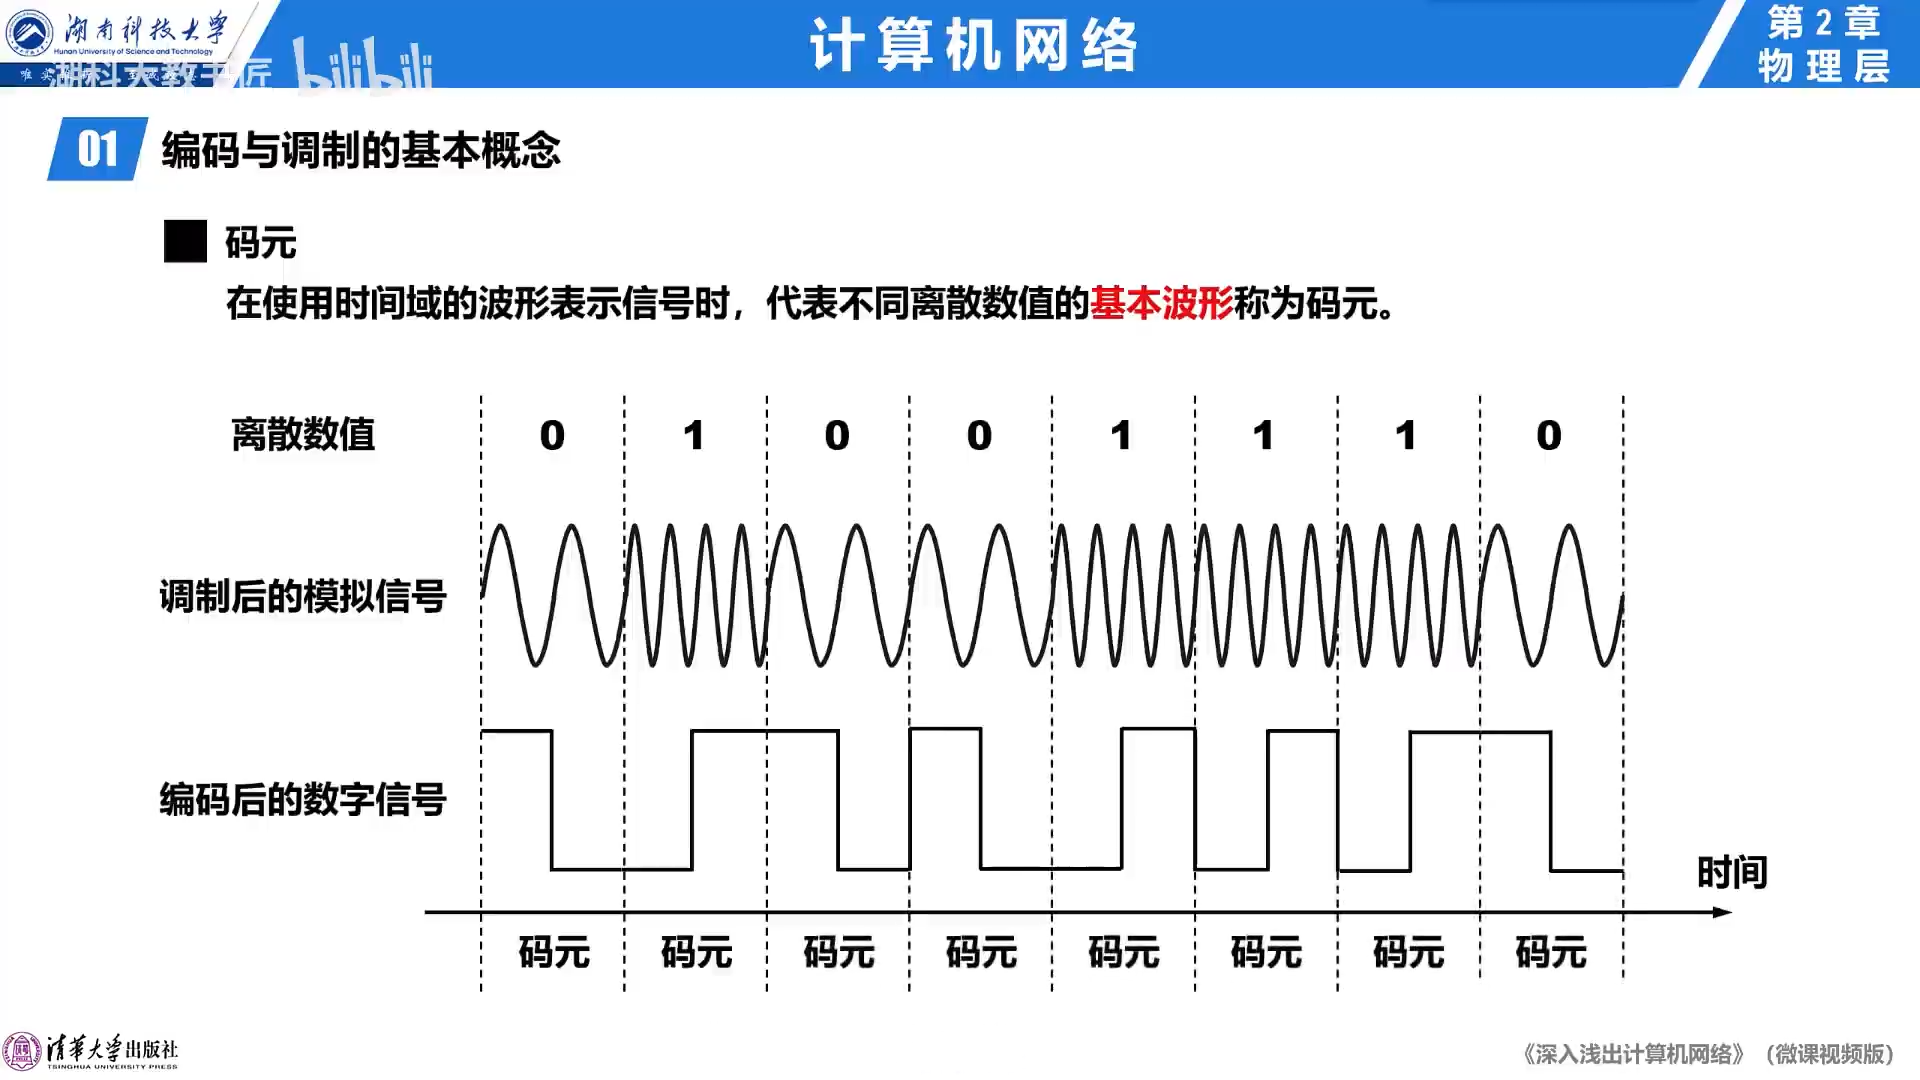 湖南科技大学
Hunan University of Science and Technology
湖科大教书匠 bilibili
计算机网络
第2章
物理层
01 编码与调制的基本概念
码元
在使用时间域的波形表示信号时，代表不同离散数值的基本波形称为码元。
离散数值 0 1 0 0 1 1 1 0
调制后的模拟信号
编码后的数字信号
时间
码元 码元 码元 码元 码元 码元 码元 码元
清华大学出版社
TSINGHUA UNIVERSITY PRESS
《深入浅出计算机网络》（微课视频版）